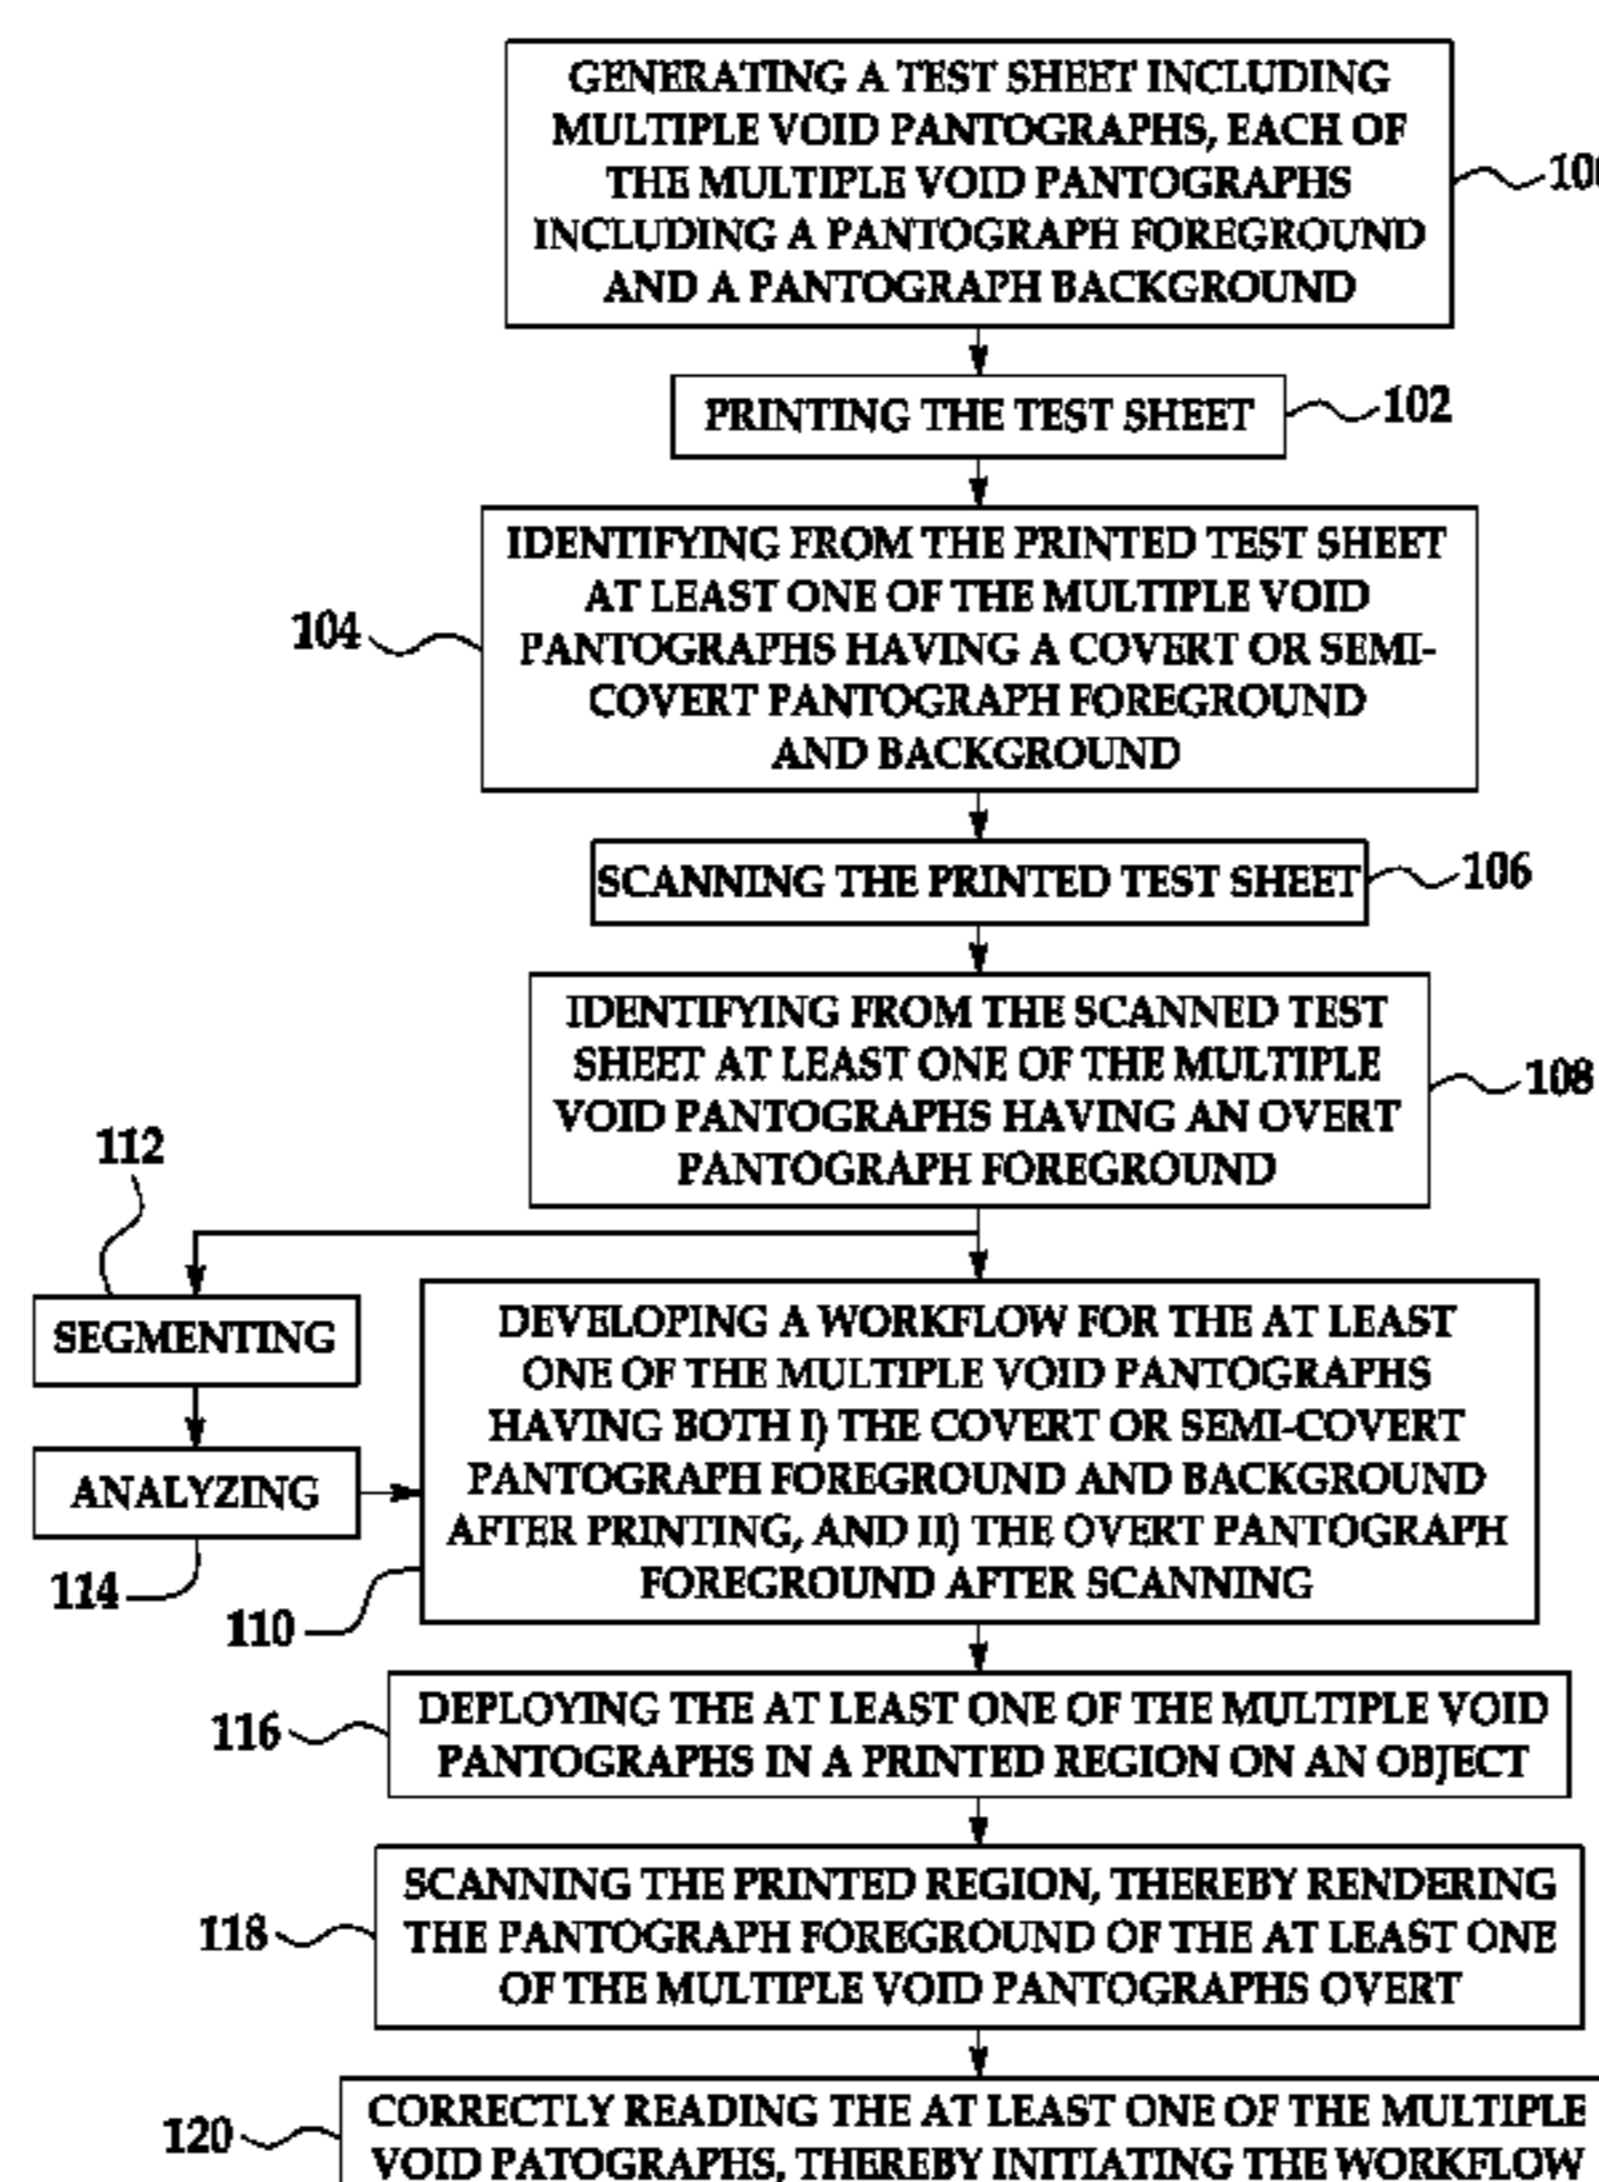 GENERATING A TEST SHEET INCLUDING
MULTIPLE VOID PANTOGRAPHS, EACH OF
THE MULTIPLE VOID PANTOGRAPHS
INCLUDING A PANTOGRAPH FOREGROUND
AND A PANTOGRAPH BACKGROUND
PRINTING THE TEST SHEET
102
IDENTIFYING FROM THE PRINTED TEST SHEET
AT LEAST ONE OF THE MULTIPLE VOID
PANTOGRAPHS HAVING A COVERT OR SEMI-
COVERT PANTOGRAPH FOREGROUND
AND BACKGROUND
104
SCANNING THE PRINTED TEST SHEET
106
IDENTIFYING FROM THE SCANNED TEST
SHEET AT LEAST ONE OF THE MULTIPLE
VOID PANTOGRAPHS HAVING AN OVERT
PANTOGRAPH FOREGROUND
108
112
SEGMENTING
ANALYZING
114
DEVELOPING A WORKFLOW FOR THE AT LEAST
ONE OF THE MULTIPLE VOID PANTOGRAPHS
HAVING BOTH I) THE COVERT OR SEMI-COVERT
PANTOGRAPH FOREGROUND AND BACKGROUND
AFTER PRINTING, AND II) THE OVERT PANTOGRAPH
FOREGROUND AFTER SCANNING
110
DEPLOYING THE AT LEAST ONE OF THE MULTIPLE VOID
PANTOGRAPHS IN A PRINTED REGION ON AN OBJECT
116
SCANNING THE PRINTED REGION, THEREBY RENDERING
THE PANTOGRAPH FOREGROUND OF THE AT LEAST ONE
OF THE MULTIPLE VOID PANTOGRAPHS OVERT
118
CORRECTLY READING THE AT LEAST ONE OF THE MULTIPLE
VOID PATOGRAPHS, THEREBY INITIATING THE WORKFLOW
120